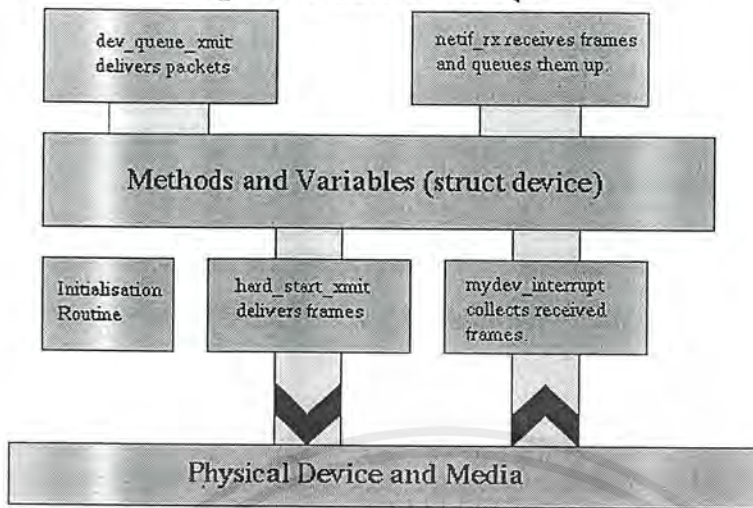 dev_queue_xmit
delivers packets
netif_rx receives frames
and queues them up.
Methods and Variables (struct device)
Initialisation
Routine
hard_start_xmit
delivers frames
mydev_interrupt
collects received
frames.
Physical Device and Media